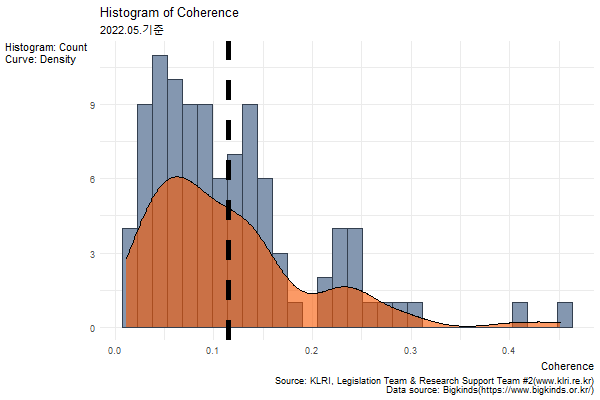 Histogram of Coherence
2022.05.기준
Histogram: Count
Curve: Density
9
6
3
0
0.0 0.1 0.2 0.3 0.4
Coherence
Source: KLRI, Legislation Team & Research Support Team #2(www.klri.re.kr)
Data source: Bigkinds(https://www.bigkinds.or.kr/)